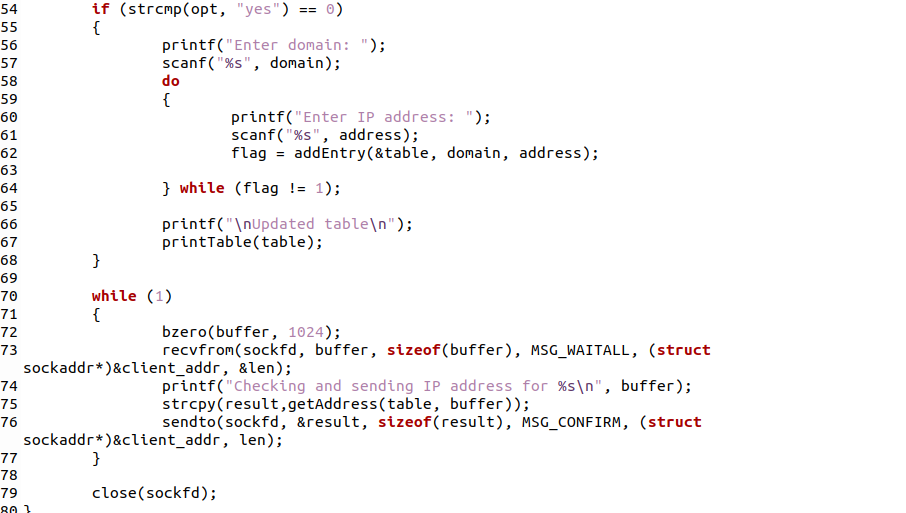 54         if (strcmp(opt, "yes") == 0)
55         {
56                 printf("Enter domain: ");
57                 scanf("%s", domain);
58                 do
59                 {
60                         printf("Enter IP address: ");
61                         scanf("%s", address);
62                         flag = addEntry(&table, domain, address);
63
64                 } while (flag != 1);
65
66                 printf("\nUpdated table\n");
67                 printTable(table);
68         }
69
70         while (1)
71         {
72                 bzero(buffer, 1024);
73                 recvfrom(sockfd, buffer, sizeof(buffer), MSG_WAITALL, (struct
sockaddr*)&client_addr, &len);
74                 printf("Checking and sending IP address for %s\n", buffer);
75                 strcpy(result,getAddress(table, buffer));
76                 sendto(sockfd, &result, sizeof(result), MSG_CONFIRM, (struct
sockaddr*)&client_addr, len);
77         }
78
79         close(sockfd);
80 }